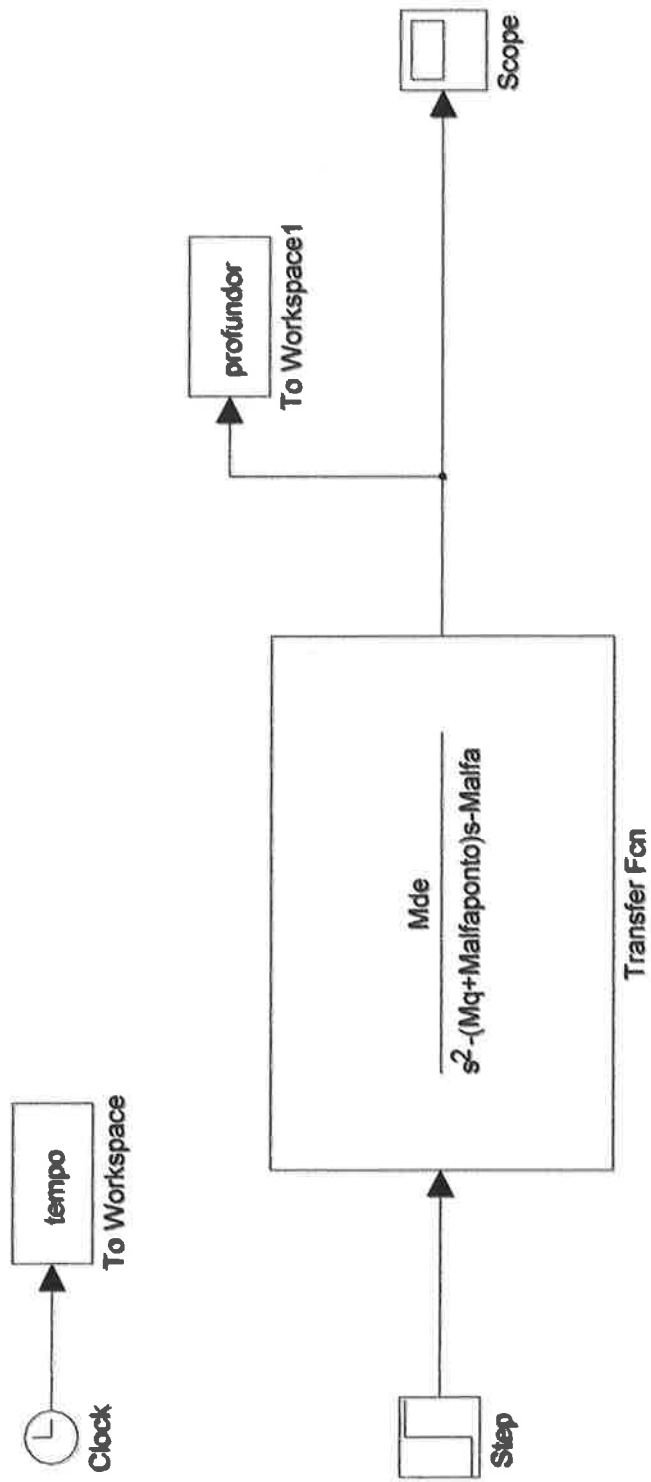 Clock
tempo
To Workspace
Step
Mde
s²-(Mq+Malfaponto)s-Malfa
Transfer Fcn
profundor
To Workspace1
Scope